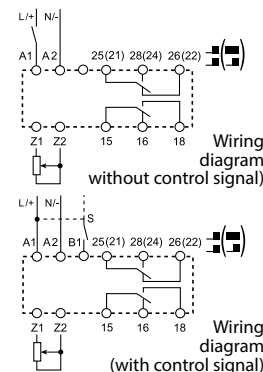 L/+ N/-
A1 A2 25(21) 28(24) 26(22)
Z1 Z2 15 16 18
Wiring
diagram
without control signal)
L/+ N/-
S
A1 A2 B1 25(21) 28(24) 26(22)
Z1 Z2 15 16 18
Wiring
diagram
(with control signal)